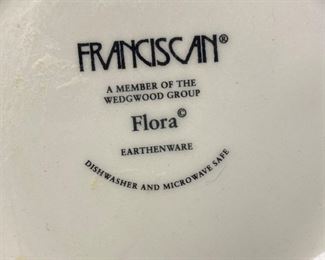 FRANCISCAN®
A MEMBER OF THE
WEDGWOOD GROUP
Flora©
EARTHENWARE
DISHWASHER AND MICROWAVE SAFE